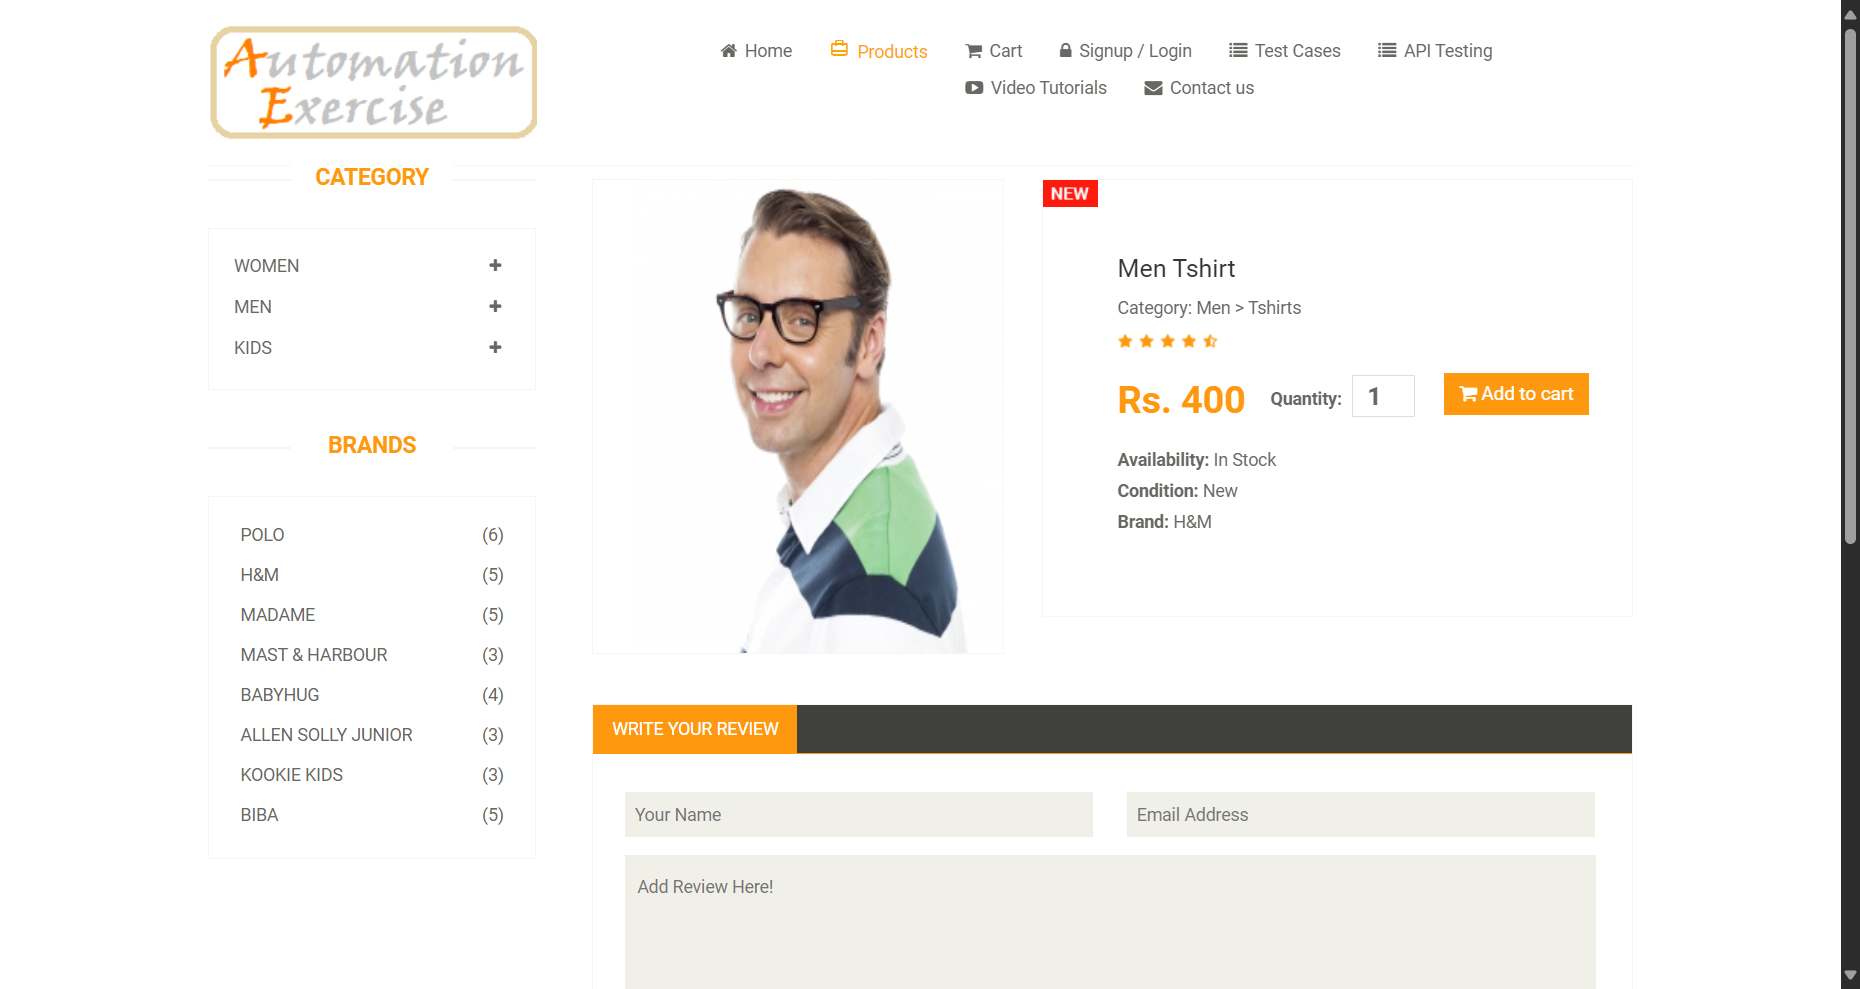 Automation
Exercise
Home
Products
Cart
Signup / Login
Test Cases
API Testing
Video Tutorials
Contact us
CATEGORY
WOMEN
MEN
KIDS
BRANDS
POLO (6)
H&M (5)
MADAME (5)
MAST & HARBOUR (3)
BABYHUG (4)
ALLEN SOLLY JUNIOR (3)
KOOKIE KIDS (3)
BIBA (5)
NEW
Men Tshirt
Category: Men > Tshirts
Rs. 400 Quantity: 1 Add to cart
Availability: In Stock
Condition: New
Brand: H&M
WRITE YOUR REVIEW
Your Name
Email Address
Add Review Here!